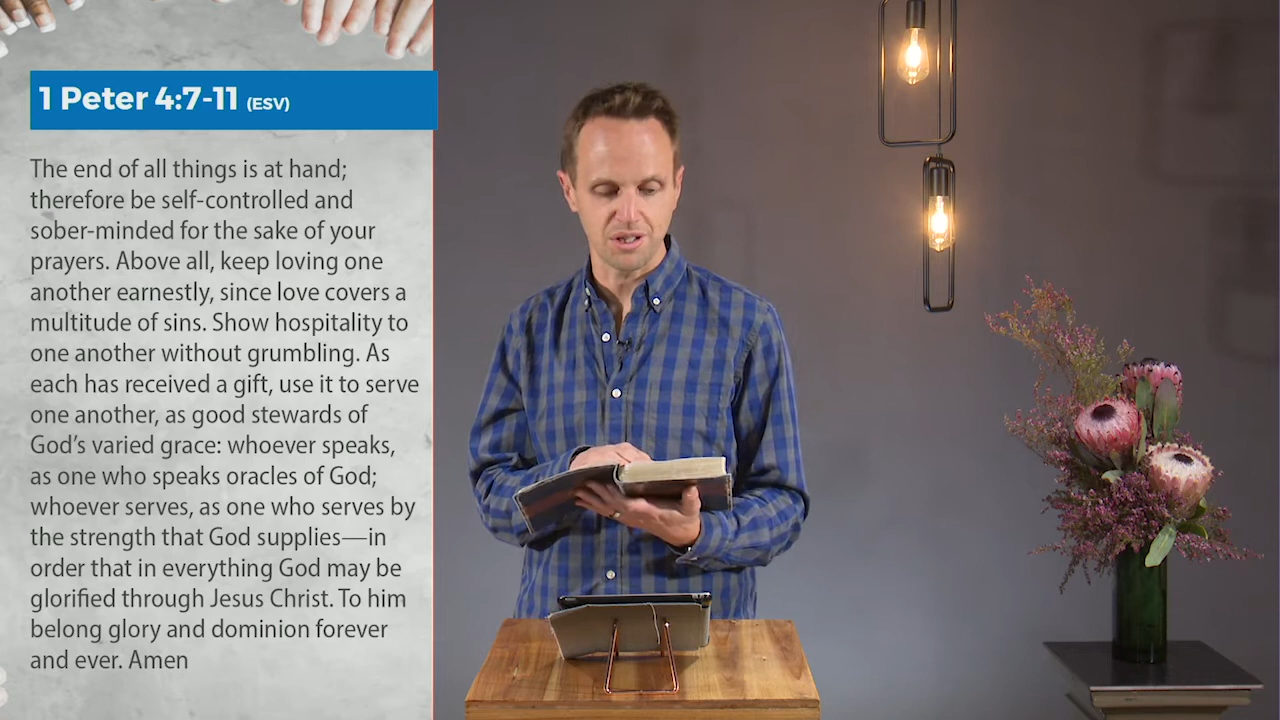 1 Peter 4:7-11 (ESV)
The end of all things is at hand;
therefore be self-controlled and
sober-minded for the sake of your
prayers. Above all, keep loving one
another earnestly, since love covers a
multitude of sins. Show hospitality to
one another without grumbling. As
each has received a gift, use it to serve
one another, as good stewards of
God’s varied grace: whoever speaks,
as one who speaks oracles of God;
whoever serves, as one who serves by
the strength that God supplies—in
order that in everything God may be
glorified through Jesus Christ. To him
belong glory and dominion forever
and ever. Amen